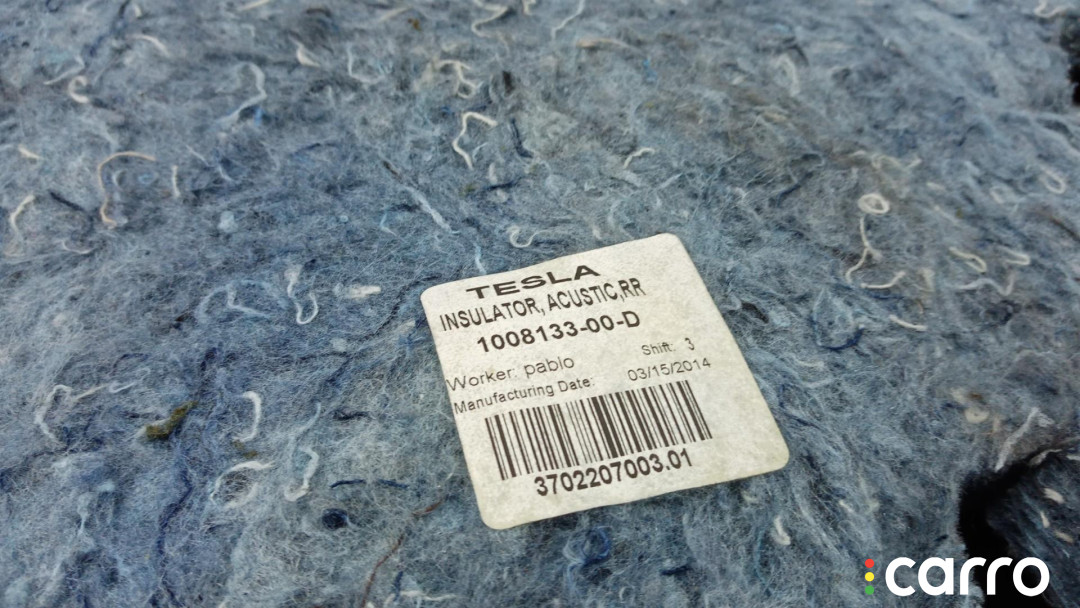 TESLA
INSULATOR, ACUSTIC,RR
1008133-00-D
Worker: pablo Shift: 3
Manufacturing Date: 03/15/2014
3702207003.01
carro